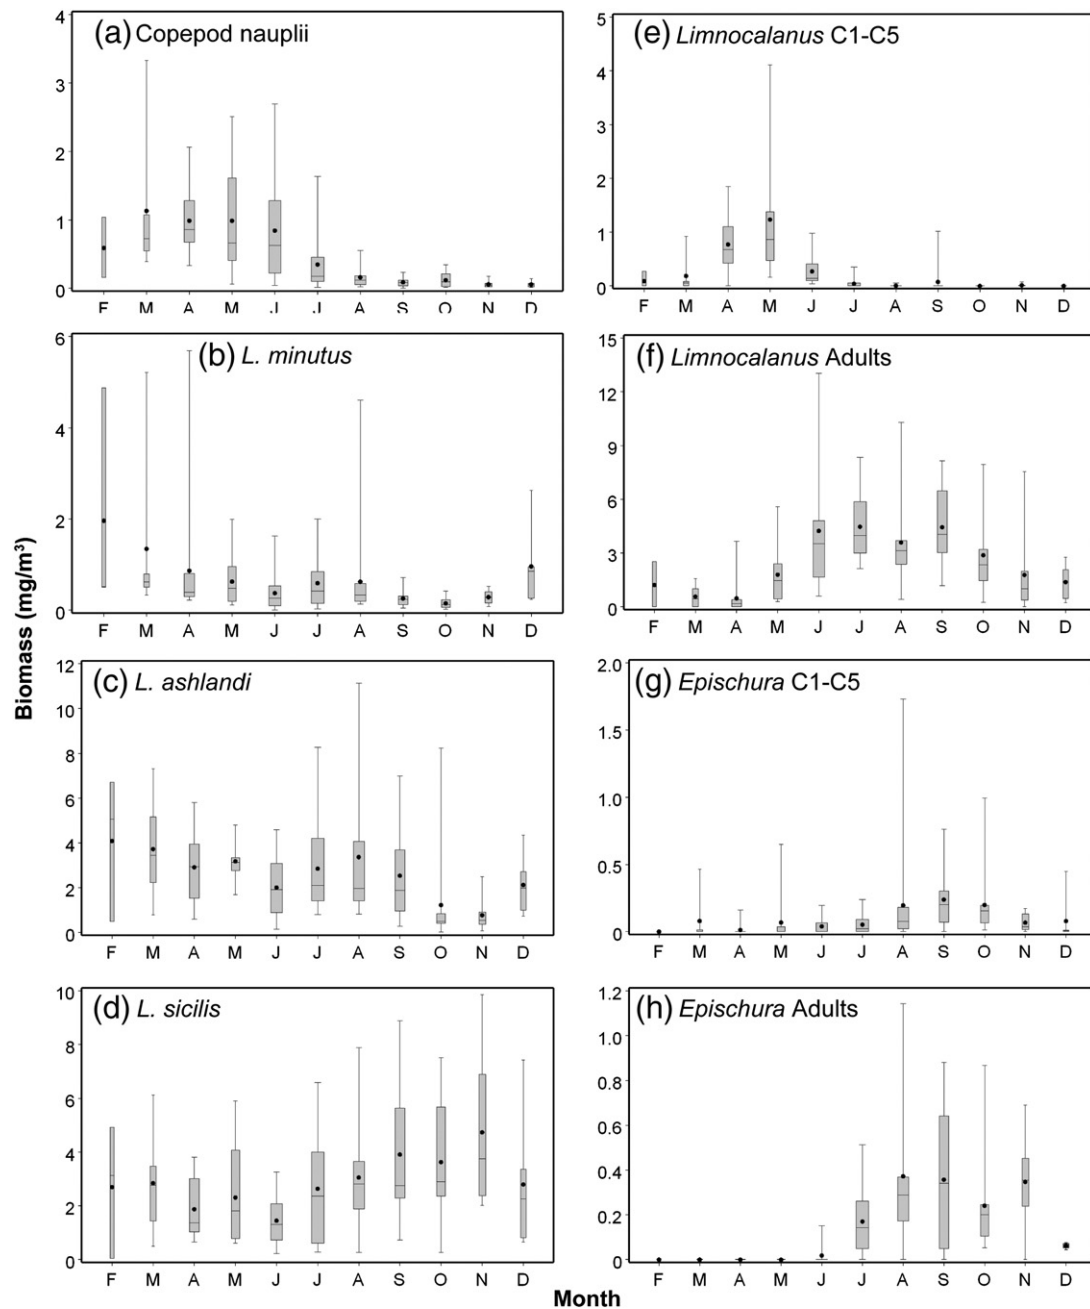 Biomass (mg/m³)
(a) Copepod nauplii
4
3
2
1
0
F M A M J J A S O N D
(b) L. minutus
6
4
2
0
F M A M J J A S O N D
(c) L. ashlandi
12
10
8
6
4
2
0
F M A M J J A S O N D
(d) L. sicilis
10
8
6
4
2
0
F M A M J J A S O N D
(e) Limnocalanus C1-C5
5
4
3
2
1
0
F M A M J J A S O N D
(f) Limnocalanus Adults
15
12
9
6
3
0
F M A M J J A S O N D
(g) Epischura C1-C5
2.0
1.5
1.0
0.5
0
F M A M J J A S O N D
(h) Epischura Adults
1.2
1.0
0.8
0.6
0.4
0.2
0
F M A M J J A S O N D
Month